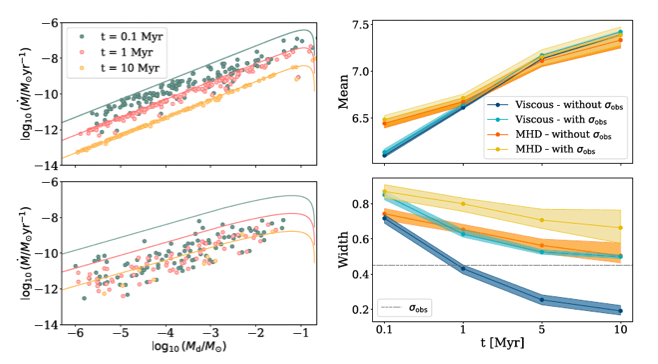 −6
−8
−10
−12
−14
log₁₀(Ṁ/M⊙yr⁻¹)
t = 0.1 Myr
t = 1 Myr
t = 10 Myr
7.5
7.0
6.5
Mean
Viscous - without σobs
Viscous - with σobs
MHD - without σobs
MHD - with σobs
−6
−8
−10
−12
−14
log₁₀(Ṁ/M⊙yr⁻¹)
−6 −5 −4 −3 −2 −1 0
log₁₀(Md/M⊙)
0.8
0.6
0.4
0.2
Width
σobs
0.1 1 5 10
t [Myr]